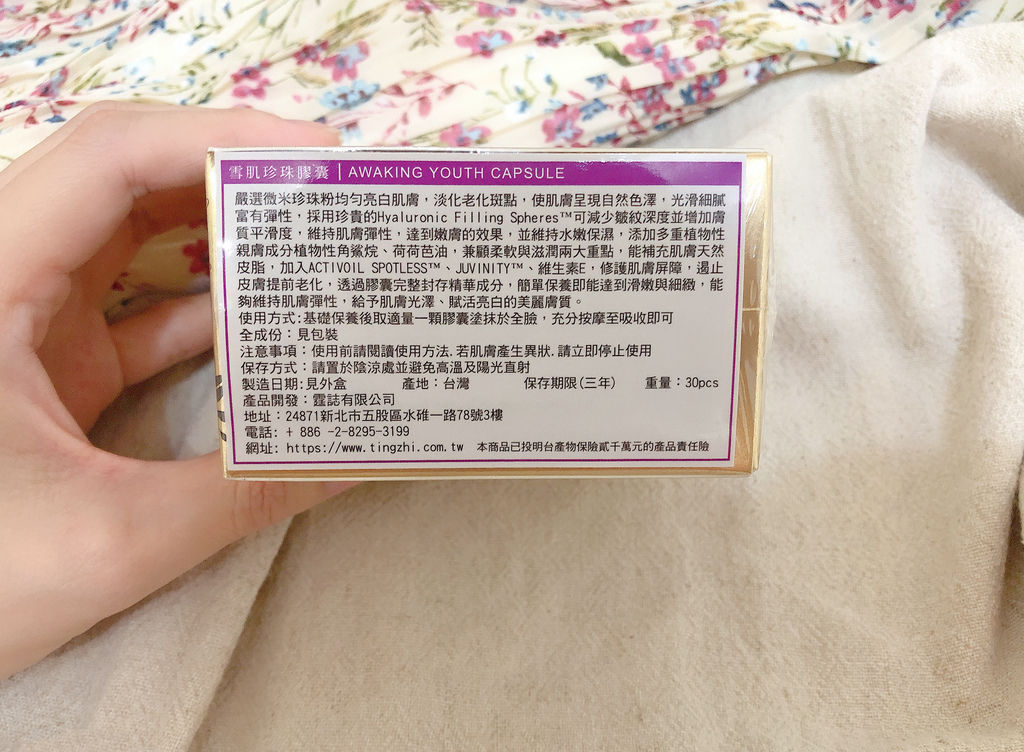 雪肌珍珠膠囊 | AWAKING YOUTH CAPSULE
嚴選微米珍珠粉均勻亮白肌膚，淡化老化斑點，使肌膚呈現自然色澤，光滑細膩
富有彈性，採用珍貴的Hyaluronic Filling Spheres™可減少皺紋深度並增加膚
質平滑度，維持肌膚彈性，達到嫩膚的效果，並維持水嫩保濕，添加多重植物性
親膚成分植物性角鯊烷、荷荷芭油，兼顧柔軟與滋潤兩大重點，能補充肌膚天然
皮脂，加入ACTIVOIL SPOTLESS™、JUVINITY™、維生素E，修護肌膚屏障，遏止
皮膚提前老化，透過膠囊完整封存精華成分，簡單保養即能達到滑嫩與細緻，能
夠維持肌膚彈性，給予肌膚光澤、賦活亮白的美麗膚質。
使用方式:基礎保養後取適量一顆膠囊塗抹於全臉，充分按摩至吸收即可
全成份：見包裝
注意事項：使用前請閱讀使用方法.若肌膚產生異狀.請立即停止使用
保存方式：請置於陰涼處並避免高溫及陽光直射
製造日期:見外盒 產地：台灣 保存期限(三年) 重量：30pcs
產品開發：霆誌有限公司
地址：24871新北市五股區水碓一路78號3樓
電話: + 886 -2-8295-3199
網址: https://www.tingzhi.com.tw 本商品已投明台產物保險貳千萬元的產品責任險